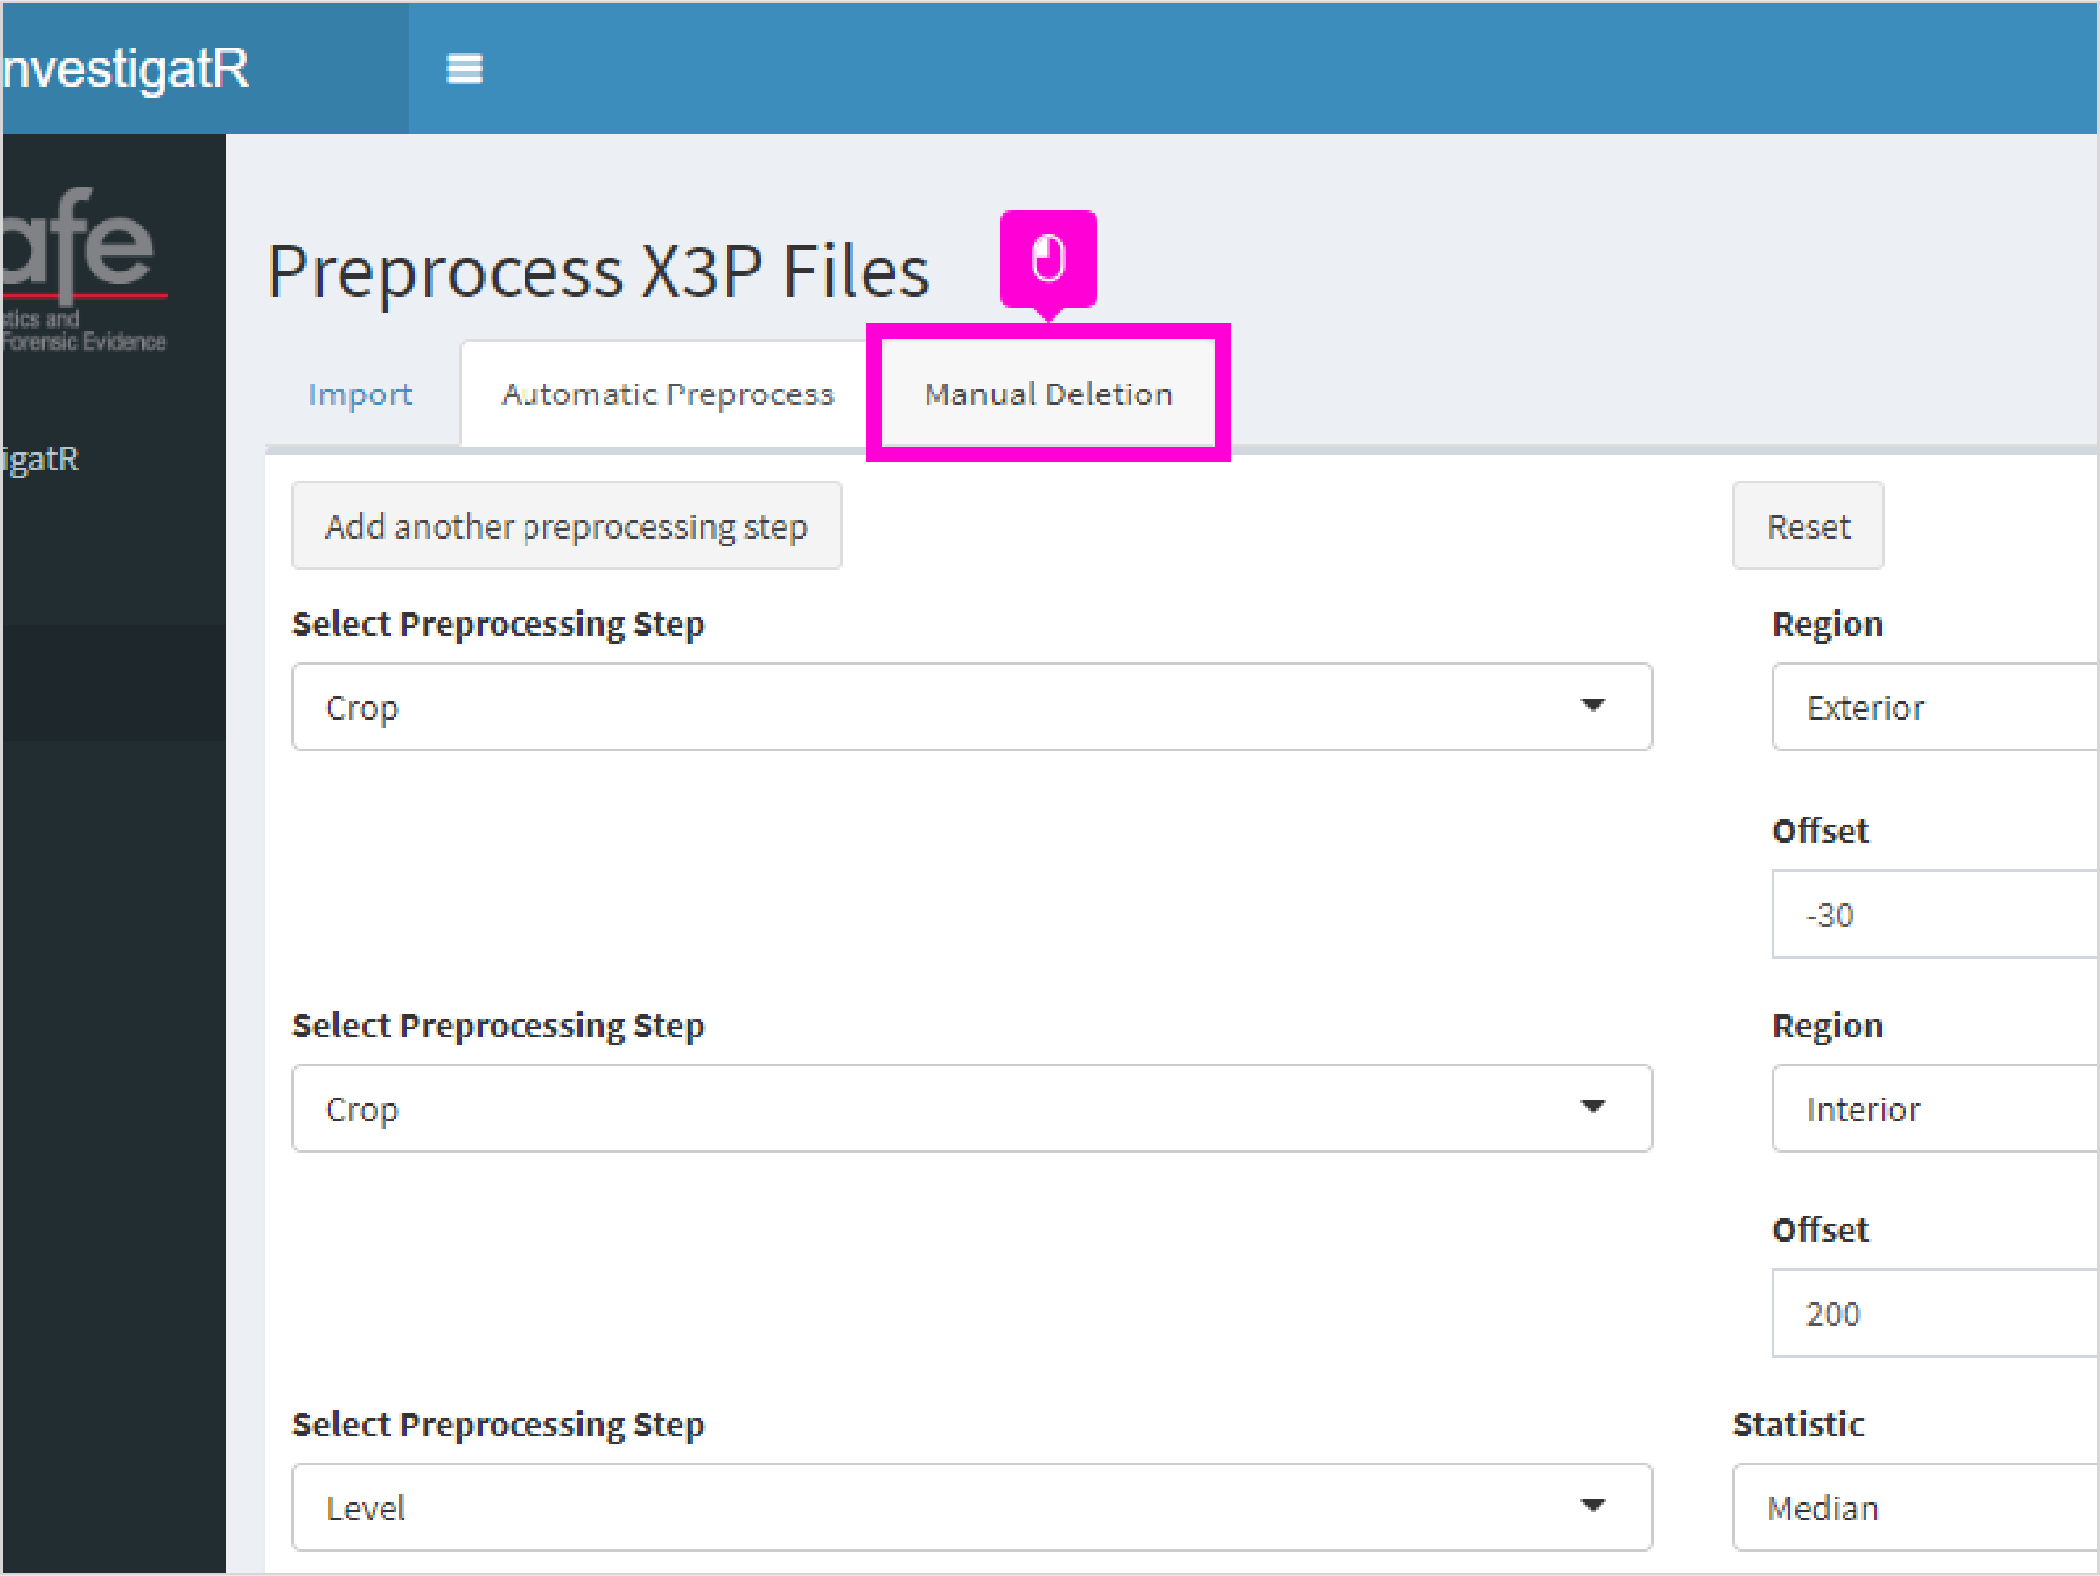 nvestigatR
afe
stics and
Forensic Evidence
igatR
Preprocess X3P Files
Import
Automatic Preprocess
Manual Deletion
Add another preprocessing step
Reset
Select Preprocessing Step
Region
Crop
Exterior
Offset
-30
Select Preprocessing Step
Region
Crop
Interior
Offset
200
Select Preprocessing Step
Statistic
Level
Median